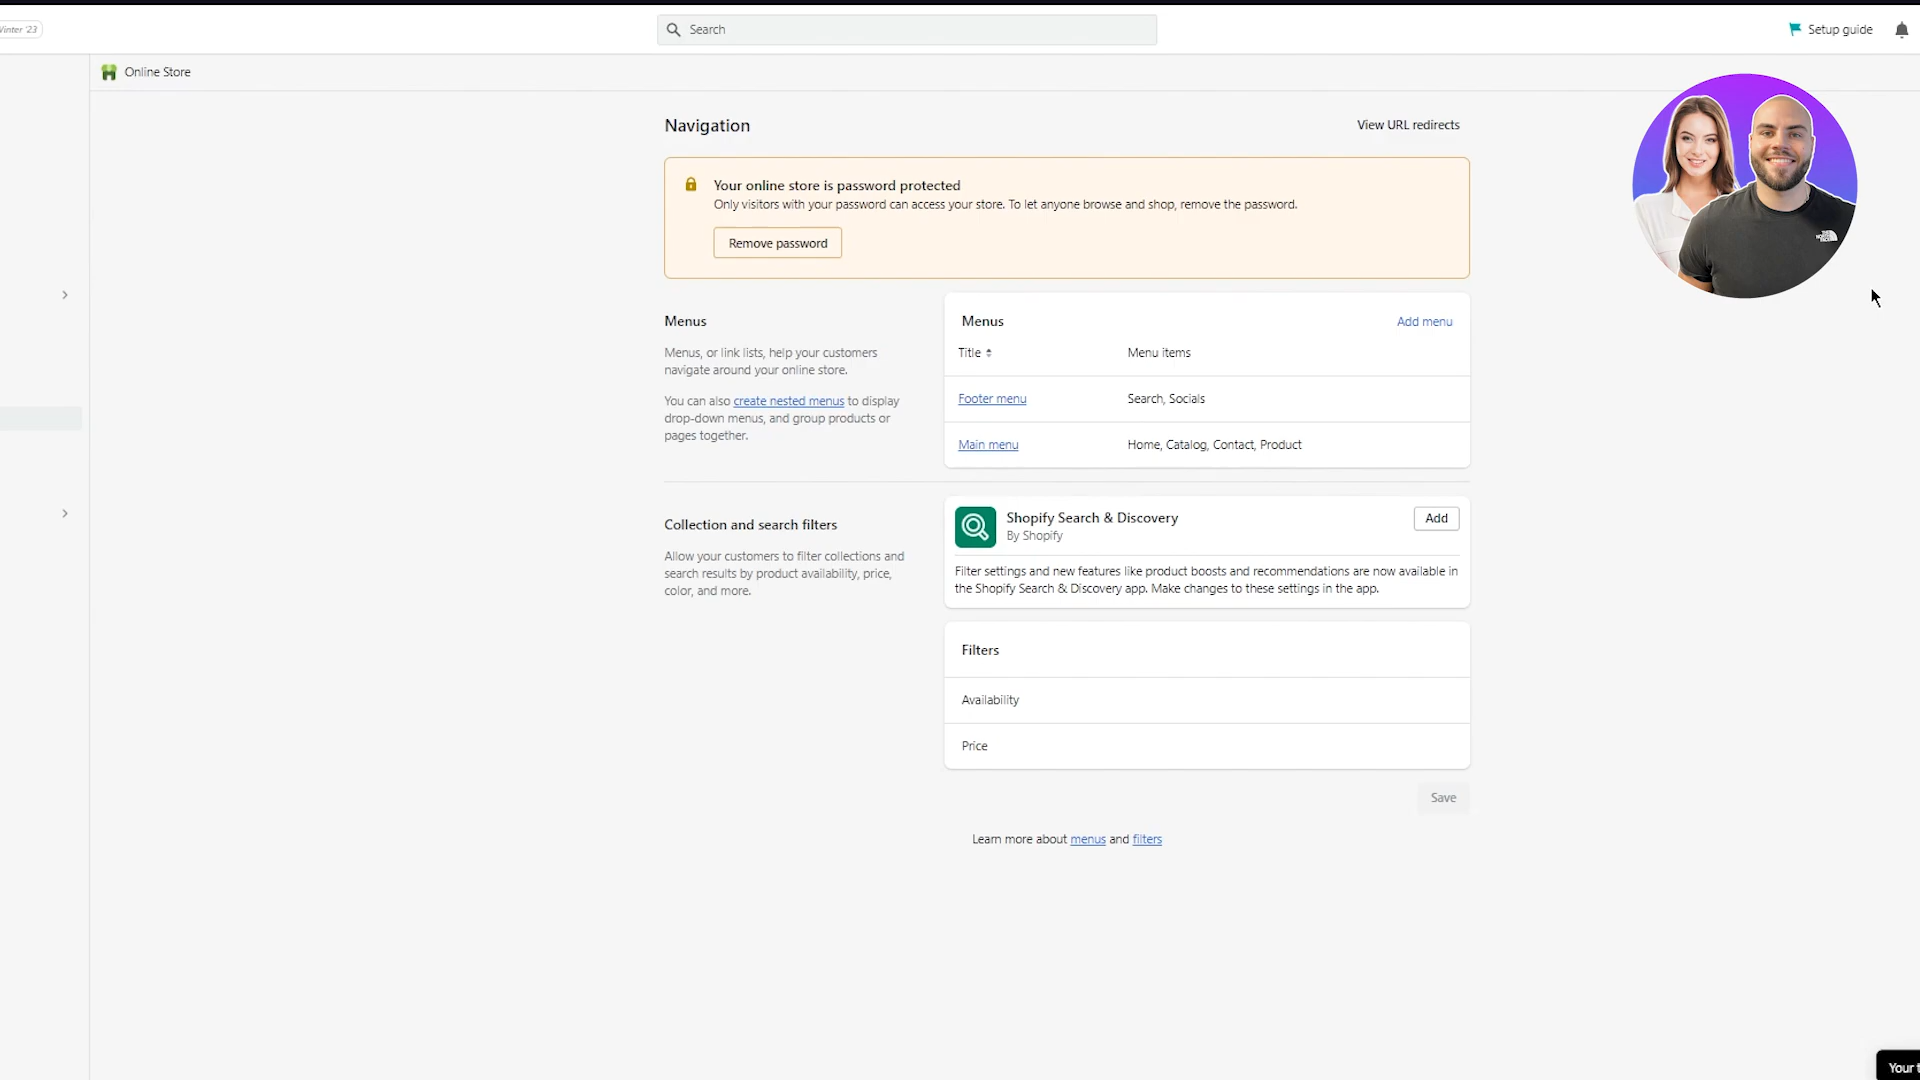 Winter '23
Search
Setup guide
Online Store
Navigation
View URL redirects
Your online store is password protected
Only visitors with your password can access your store. To let anyone browse and shop, remove the password.
Remove password
Menus
Menus, or link lists, help your customers
navigate around your online store.
You can also create nested menus to display
drop-down menus, and group products or
pages together.
Menus
Add menu
Title
Menu items
Footer menu
Search, Socials
Main menu
Home, Catalog, Contact, Product
Collection and search filters
Allow your customers to filter collections and
search results by product availability, price,
color, and more.
Shopify Search & Discovery
By Shopify
Add
Filter settings and new features like product boosts and recommendations are now available in
the Shopify Search & Discovery app. Make changes to these settings in the app.
Filters
Availability
Price
Save
Learn more about menus and filters
Your